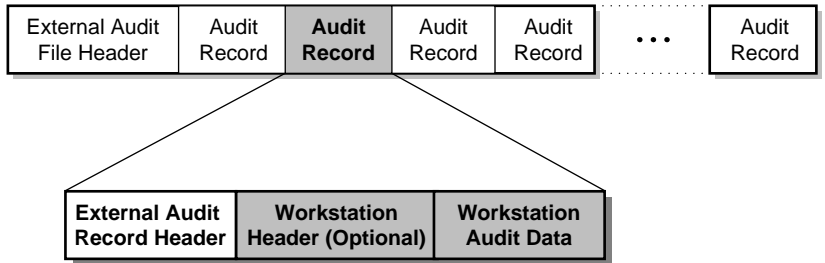 External Audit
File Header
Audit
Record
Audit
Record
Audit
Record
Audit
Record
...
Audit
Record
External Audit
Record Header
Workstation
Header (Optional)
Workstation
Audit Data